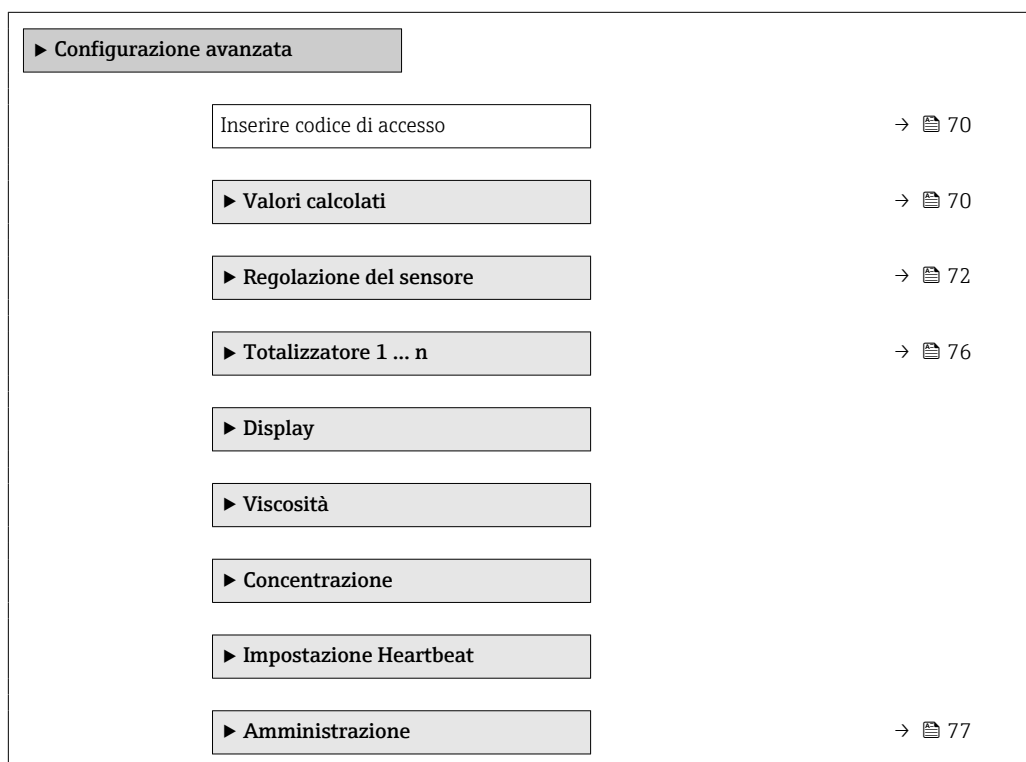 ► Configurazione avanzata
Inserire codice di accesso → 70
► Valori calcolati → 70
► Regolazione del sensore → 72
► Totalizzatore 1 ... n → 76
► Display
► Viscosità
► Concentrazione
► Impostazione Heartbeat
► Amministrazione → 77